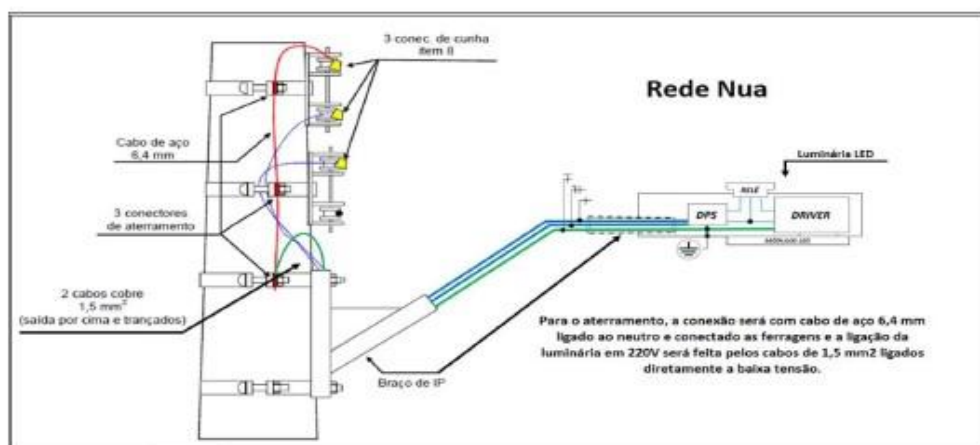 3 conec. de cunha
item 8
Rede Nua
Cabo de aço
6,4 mm
Luminária LED
RELÉ
DPS
DRIVER
3 conectores
de aterramento
2 cabos cobre
1,5 mm²
(saída por cima e trançados)
Para o aterramento, a conexão será com cabo de aço 6,4 mm
ligado ao neutro e conectado as ferragens e a ligação da
luminária em 220V será feita pelos cabos de 1,5 mm2 ligados
diretamente a baixa tensão.
Braço de IP